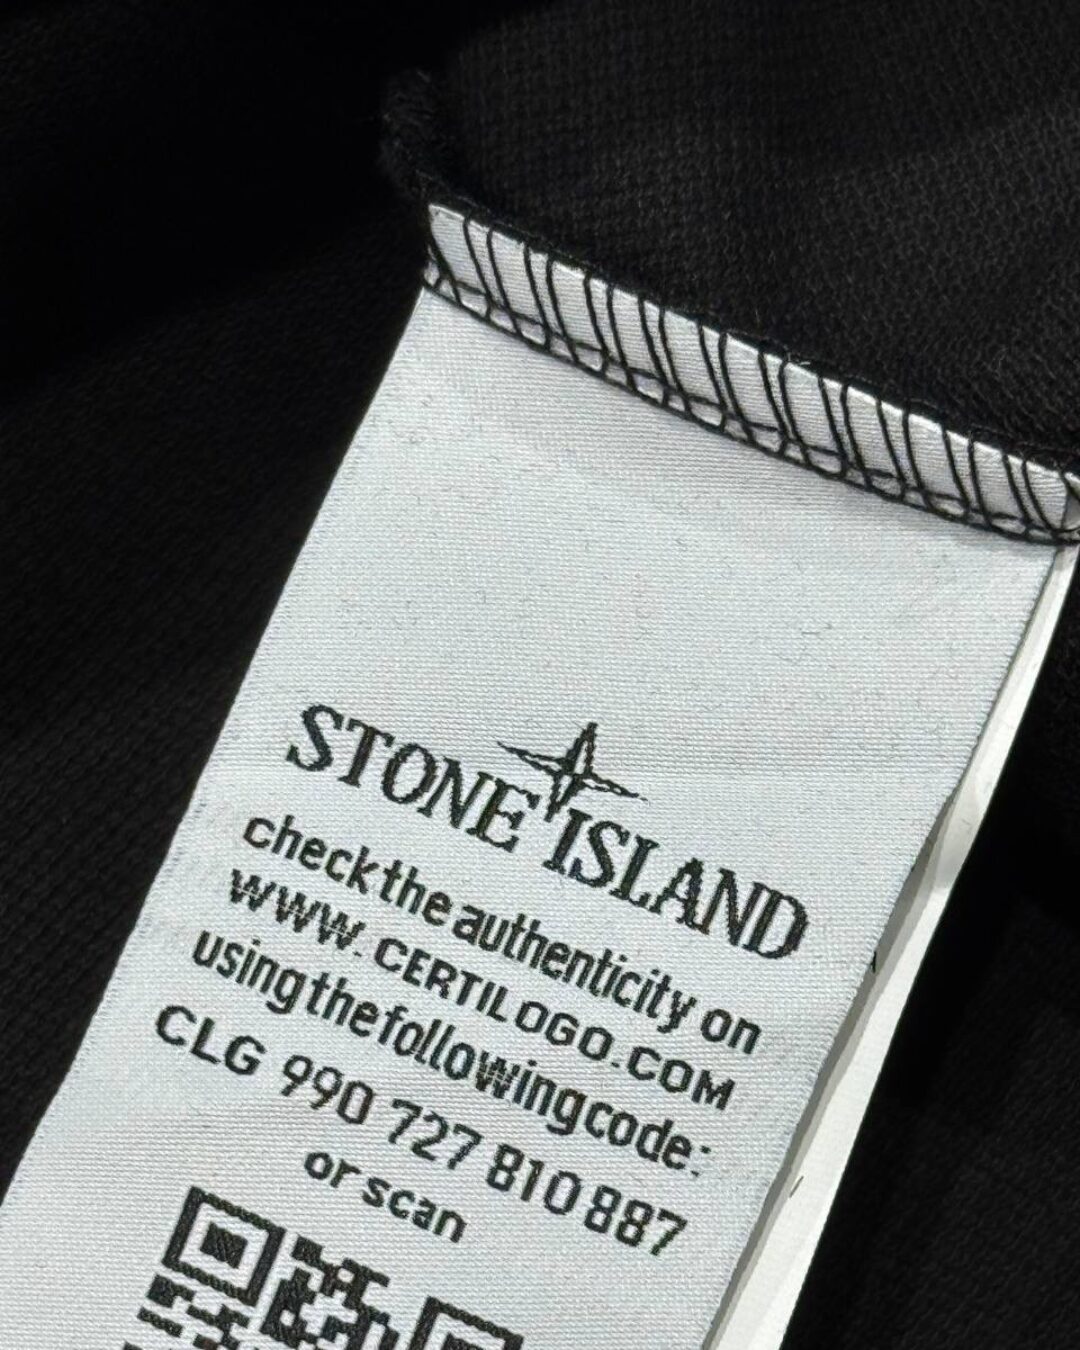 STONE ISLAND
check the authenticity on
WWW.CERTILOGO.COM
using the following code:
CLG 990 727 810 887
or scan